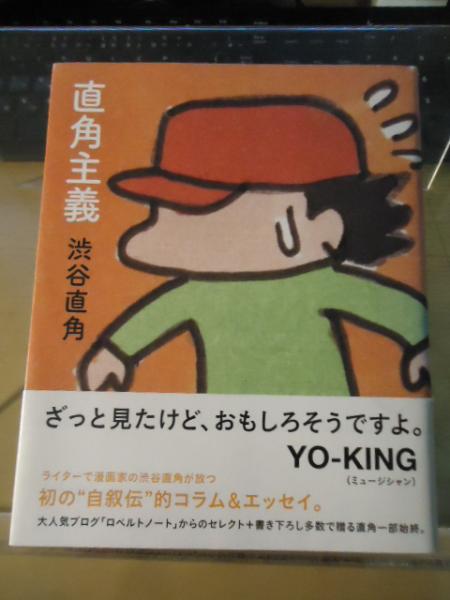 直角主義
渋谷直角
ざっと見たけど、おもしろそうですよ。
YO-KING
（ミュージシャン）
ライターで漫画家の渋谷直角が放つ
初の“自叙伝”的コラム＆エッセイ。
大人気ブログ「ロベルトノート」からのセレクト＋書き下ろし多数で贈る直角一部始終。